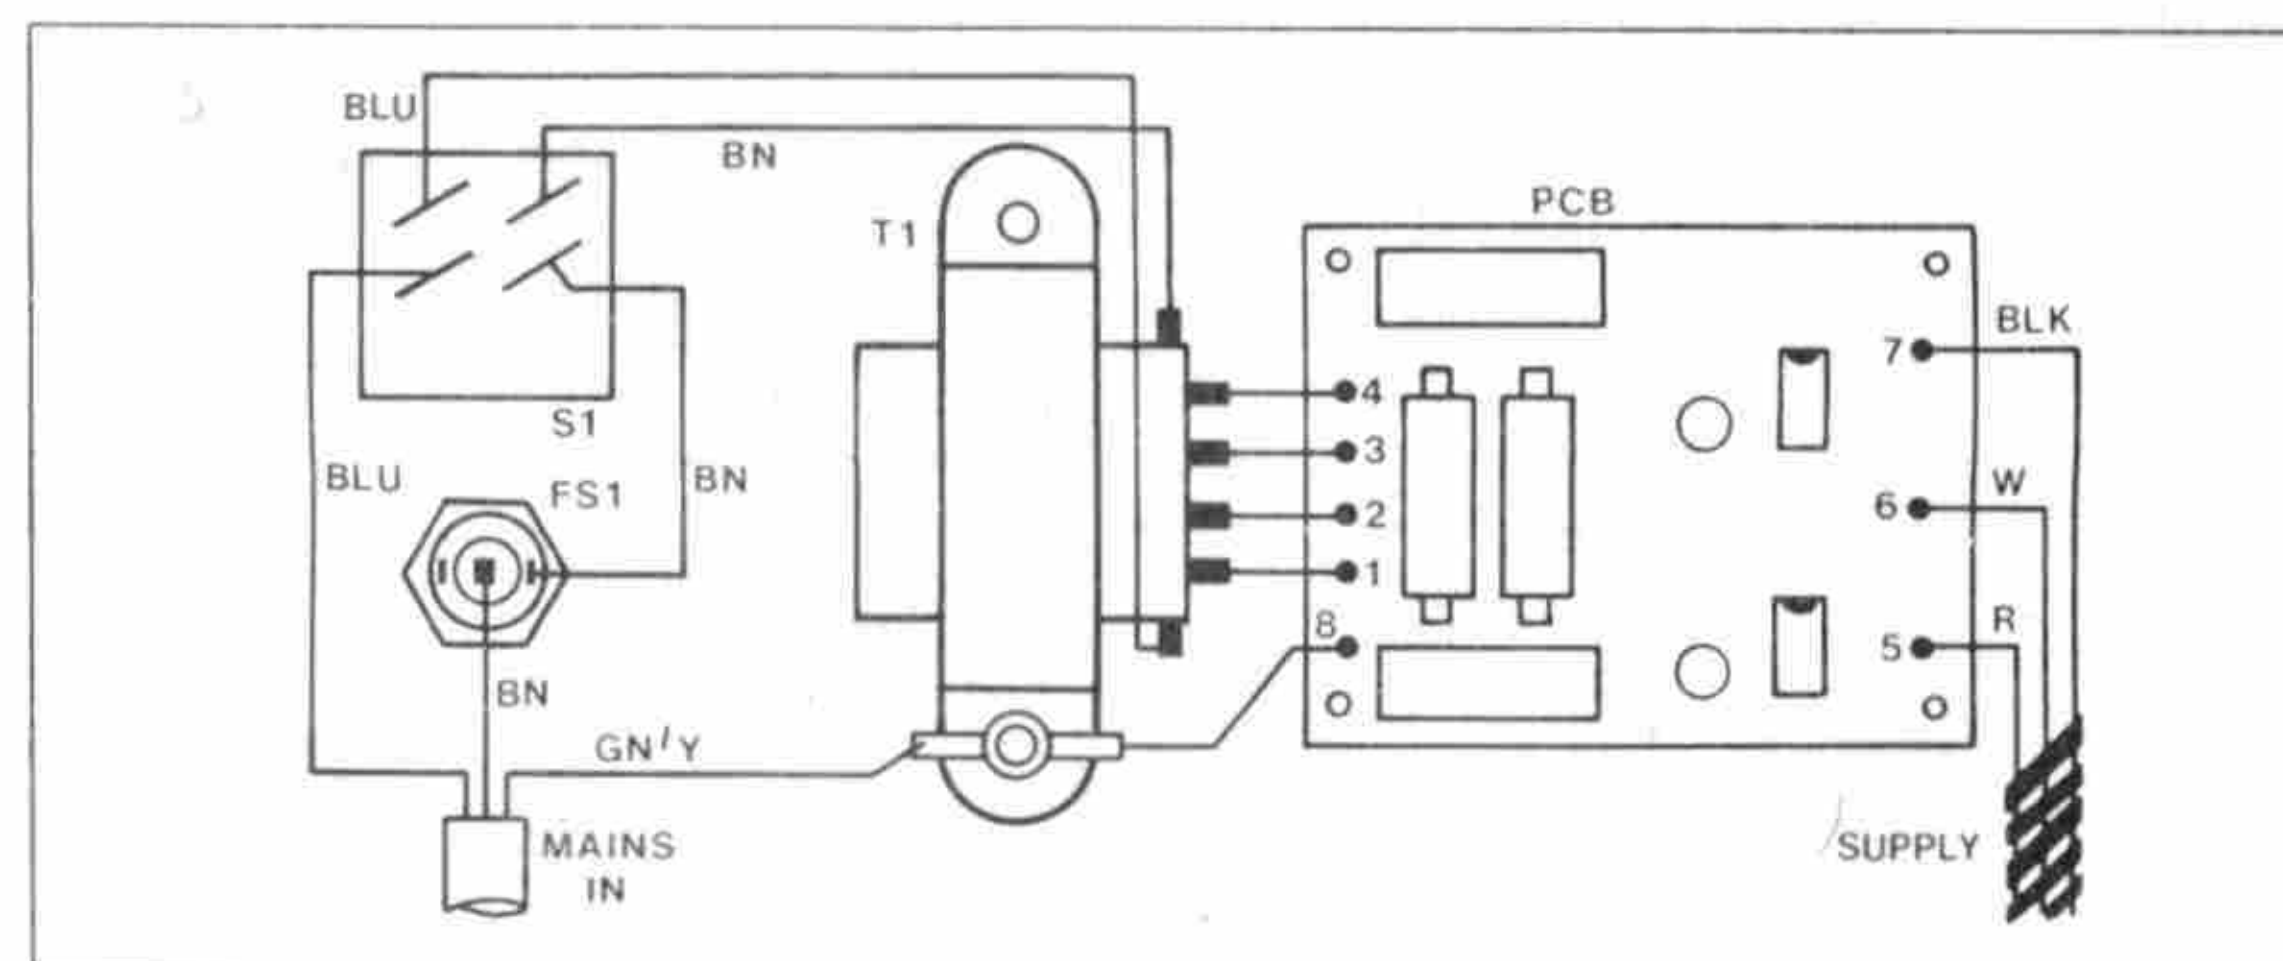 BLU
BN
PCB
T1
BLK
7
4
S1
3
BLU
FS1
BN
W
6
2
1
8
R
5
BN
GN/Y
MAINS
IN
SUPPLY